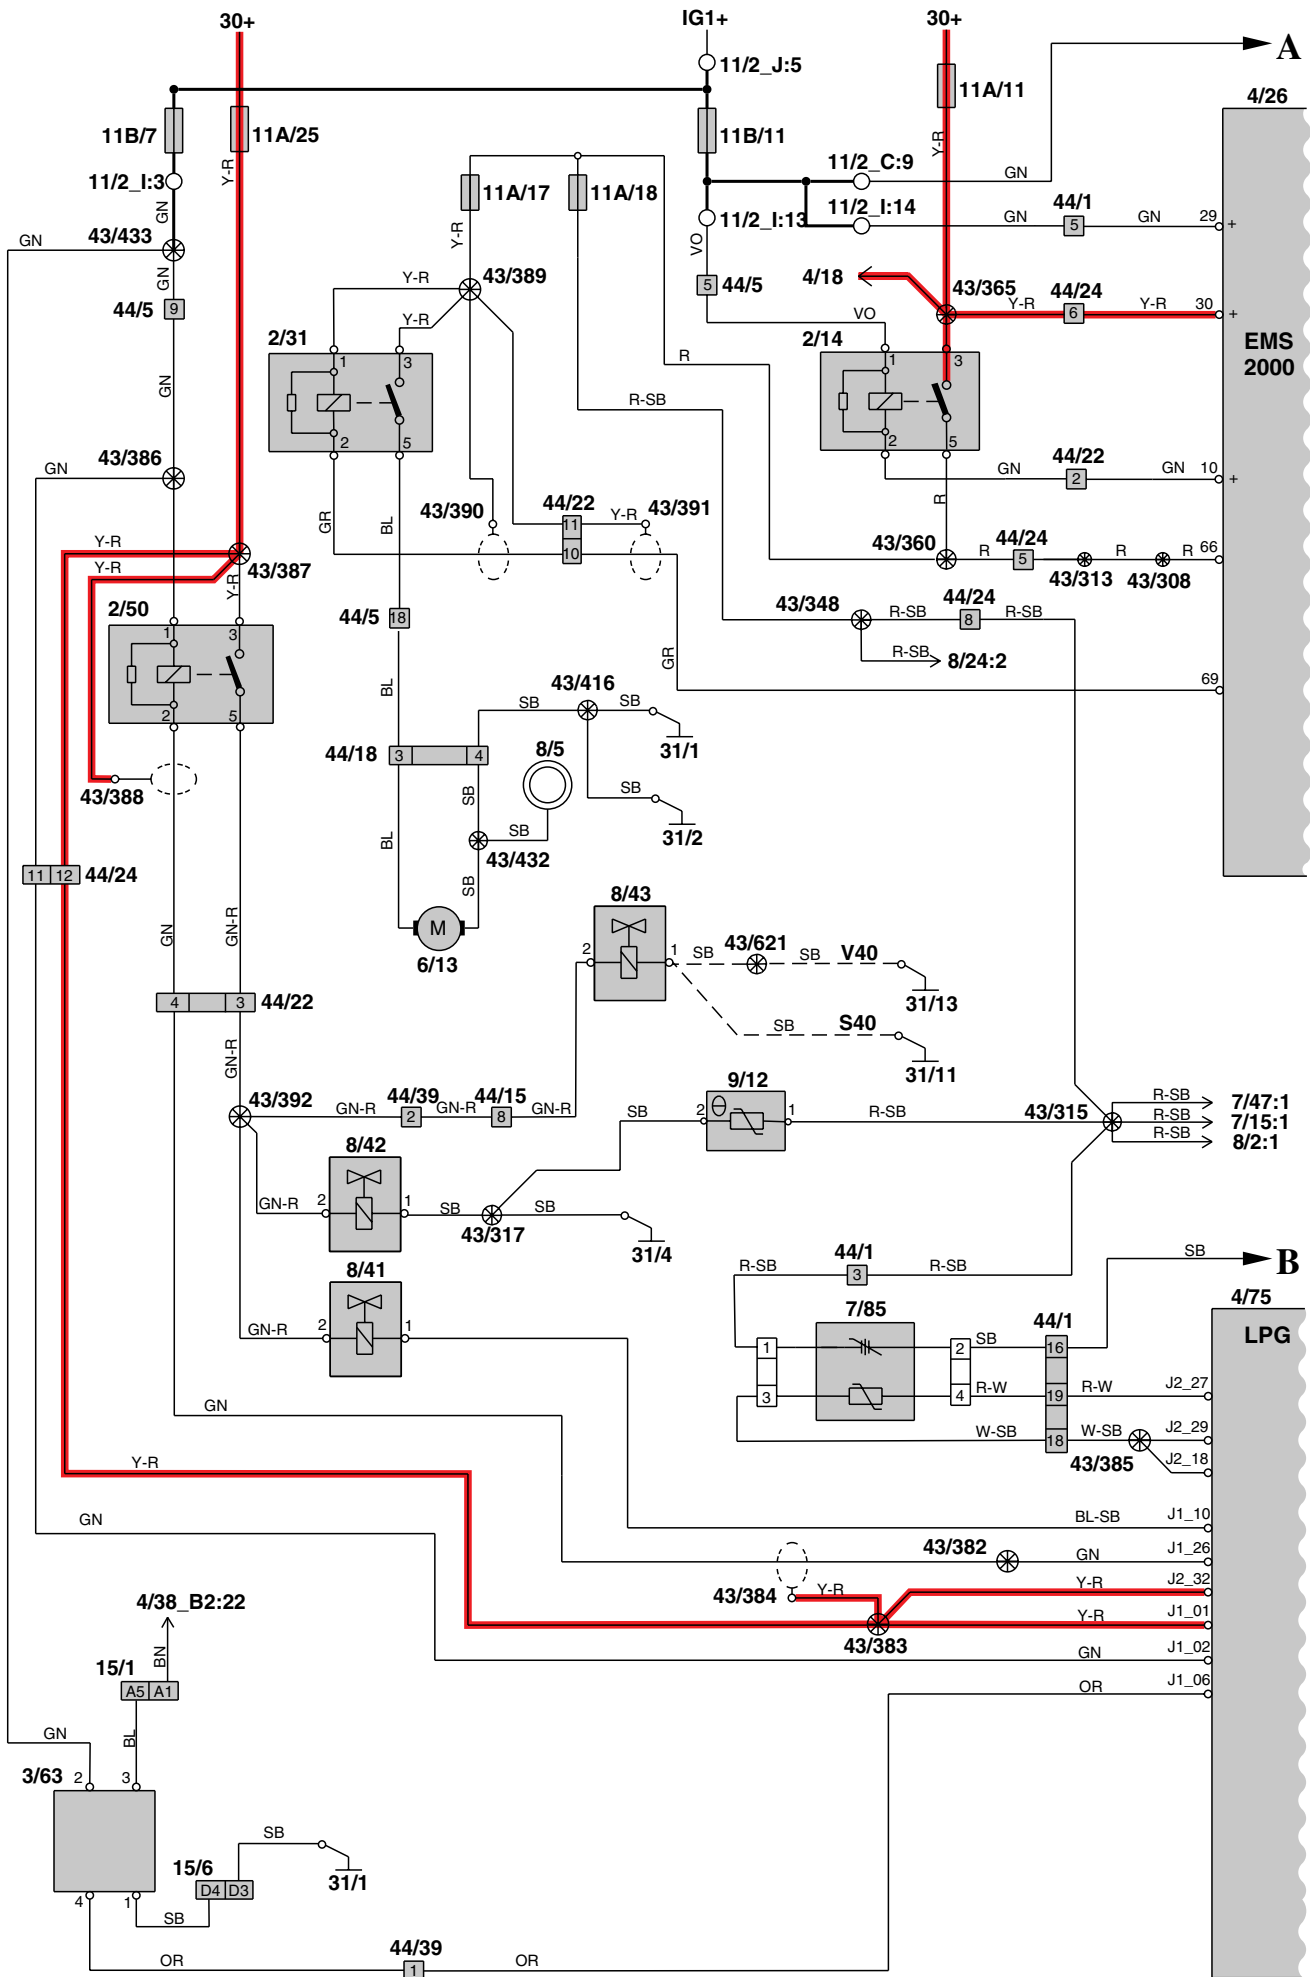 30+
IG1+
30+
A
11/2_J:5
11A/11
4/26
11B/7
11A/25
11B/11
Y-R
Y-R
11/2_I:3
11A/17
11A/18
11/2_C:9
GN
GN
11/2_I:13
11/2_I:14
44/1
GN
5
GN
29
+
GN
43/433
Y-R
VO
GN
44/5
9
Y-R
43/389
5
44/5
4/18
43/365
44/24
Y-R
6
Y-R
30
+
EMS
2000
Y-R
VO
2/31
2/14
1
3
R
1
3
GN
R-SB
2
5
2
5
43/386
GN
44/22
GN
2
GN
10
+
GR
BL
43/390
44/22
11
Y-R
43/391
R
Y-R
Y-R
43/387
10
43/360
R
44/24
5
R
R
66
43/313
43/308
Y-R
2/50
44/5
18
43/348
R-SB
44/24
8
R-SB
1
3
R-SB
8/24:2
GR
BL
69
43/416
SB
SB
2
5
44/18
3
4
8/5
31/1
43/388
SB
SB
31/2
BL
SB
43/432
11
12
44/24
SB
8/43
GN
GN-R
M
6/13
2
1
SB
43/621
SB
V40
31/13
4
3
44/22
SB
S40
31/11
GN-R
43/392
GN-R
44/39
2
GN-R
44/15
8
GN-R
9/12
SB
2
1
R-SB
43/315
R-SB
7/47:1
R-SB
7/15:1
R-SB
8/2:1
8/42
GN-R
2
1
SB
43/317
SB
31/4
SB
B
8/41
44/1
R-SB
3
R-SB
4/75
7/85
44/1
LPG
GN-R
2
1
1
2
SB
16
3
4
R-W
19
R-W
J2_27
GN
W-SB
18
W-SB
J2_29
43/385
J2_18
Y-R
GN
BL-SB
J1_10
43/382
GN
J1_26
43/384
Y-R
Y-R
J2_32
4/38_B2:22
43/383
Y-R
J1_01
BN
GN
J1_02
15/1
A5
A1
OR
J1_06
GN
BL
3/63
2
3
SB
15/6
D4
D3
31/1
4
1
SB
OR
44/39
1
OR